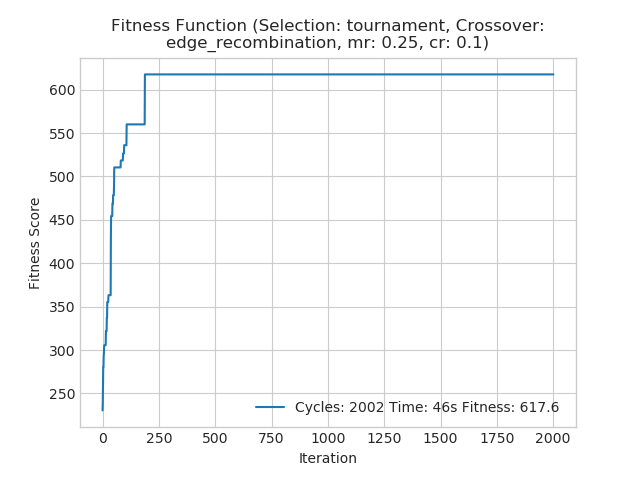 Fitness Function (Selection: tournament, Crossover:
edge_recombination, mr: 0.25, cr: 0.1)
600
550
500
450
400
350
300
250
Fitness Score
Cycles: 2002 Time: 46s Fitness: 617.6
0 250 500 750 1000 1250 1500 1750 2000
Iteration